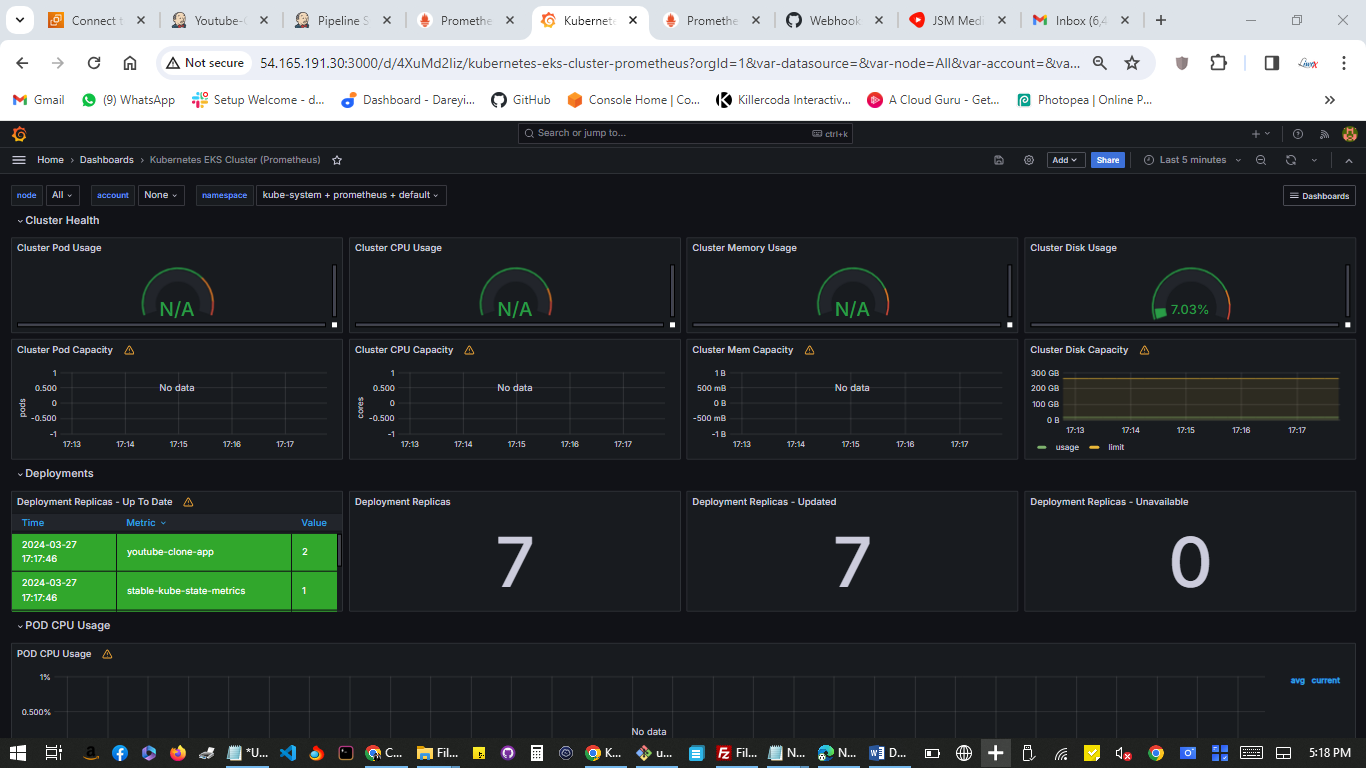 Connect t
Youtube-C
Pipeline S
Promethe
Kubernete
Promethe
Webhook
JSM Medi
Inbox (6,4
Not secure
54.165.191.30:3000/d/4XuMd2Iiz/kubernetes-eks-cluster-prometheus?orgId=1&var-datasource=&var-node=All&var-account=&va...
Gmail
(9) WhatsApp
Setup Welcome - d...
Dashboard - Dareyi...
GitHub
Console Home | Co...
Killercoda Interactiv...
A Cloud Guru - Get...
Photopea | Online P...
Search or jump to...
ctrl+k
Home › Dashboards › Kubernetes EKS Cluster (Prometheus)
Add
Share
Last 5 minutes
node All account None namespace kube-system + prometheus + default
Dashboards
Cluster Health
Cluster Pod Usage
N/A
Cluster CPU Usage
N/A
Cluster Memory Usage
N/A
Cluster Disk Usage
7.03%
Cluster Pod Capacity
pods
1
0.500
0
-0.500
-1
No data
17:13 17:14 17:15 17:16 17:17
Cluster CPU Capacity
cores
1
0.500
0
-0.500
-1
No data
17:13 17:14 17:15 17:16 17:17
Cluster Mem Capacity
1 B
500 mB
0 B
-500 mB
-1 B
No data
17:13 17:14 17:15 17:16 17:17
Cluster Disk Capacity
300 GB
200 GB
100 GB
0 B
17:13 17:14 17:15 17:16 17:17
usage limit
Deployments
Deployment Replicas - Up To Date
Time Metric Value
2024-03-27
17:17:46
youtube-clone-app
2
2024-03-27
17:17:46
stable-kube-state-metrics
1
Deployment Replicas
7
Deployment Replicas - Updated
7
Deployment Replicas - Unavailable
0
POD CPU Usage
POD CPU Usage
1%
0.500%
No data
avg current
*U...
C...
Fil...
K...
u...
Fil...
N...
N...
D...
5:18 PM